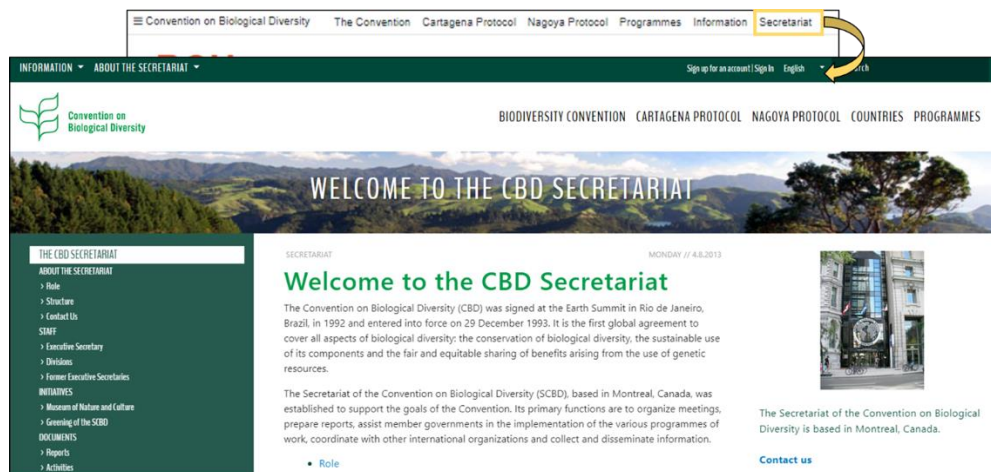 ≡ Convention on Biological Diversity The Convention Cartagena Protocol Nagoya Protocol Programmes Information Secretariat
INFORMATION ABOUT THE SECRETARIAT Sign up for an account | Sign In English
Convention on
Biological Diversity
BIODIVERSITY CONVENTION CARTAGENA PROTOCOL NAGOYA PROTOCOL COUNTRIES PROGRAMMES
WELCOME TO THE CBD SECRETARIAT
THE CBD SECRETARIAT
ABOUT THE SECRETARIAT
> Role
> Structure
> Contact Us
STAFF
> Executive Secretary
> Divisions
> Former Executive Secretaries
INITIATIVES
> Museum of Nature and Culture
> Greening of the SCBD
DOCUMENTS
> Reports
> Activities
SECRETARIAT MONDAY // 4.8.2013
Welcome to the CBD Secretariat
The Convention on Biological Diversity (CBD) was signed at the Earth Summit in Rio de Janeiro,
Brazil, in 1992 and entered into force on 29 December 1993. It is the first global agreement to
cover all aspects of biological diversity: the conservation of biological diversity, the sustainable use
of its components and the fair and equitable sharing of benefits arising from the use of genetic
resources.
The Secretariat of the Convention on Biological Diversity (SCBD), based in Montreal, Canada, was
established to support the goals of the Convention. Its primary functions are to organize meetings,
prepare reports, assist member governments in the implementation of the various programmes of
work, coordinate with other international organizations and collect and disseminate information.
• Role
The Secretariat of the Convention on Biological
Diversity is based in Montreal, Canada.
Contact us